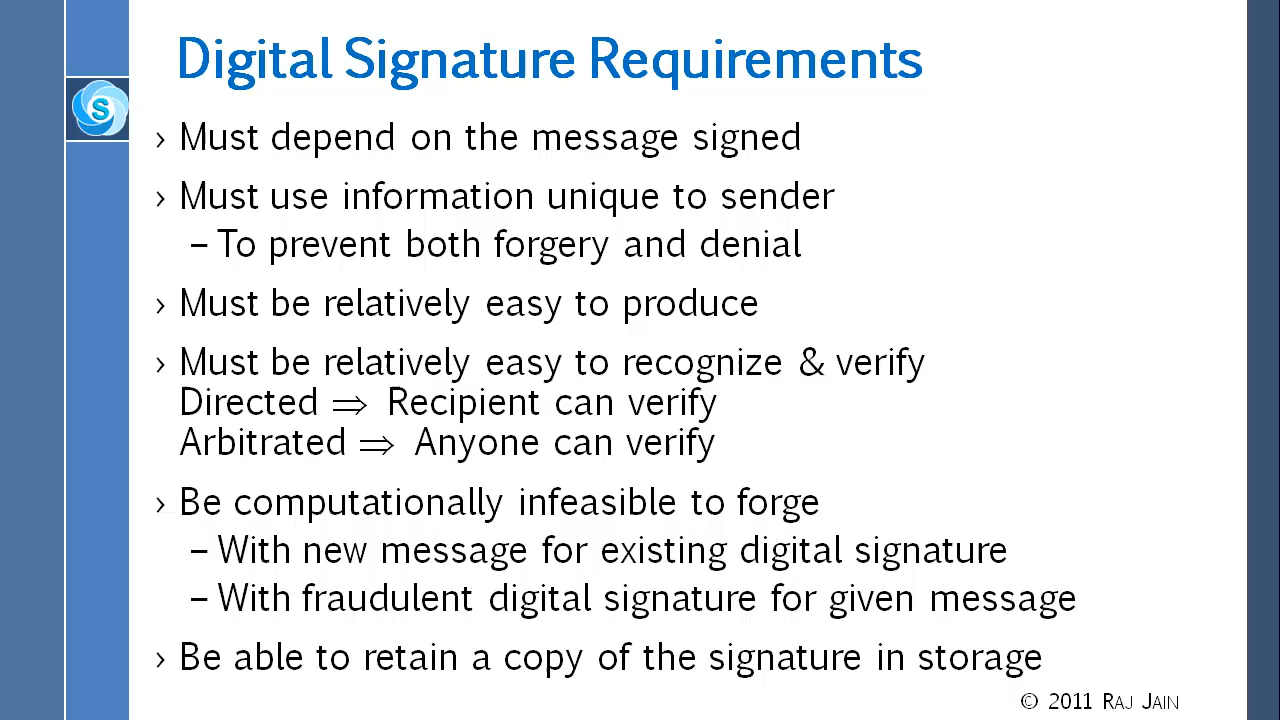 Digital Signature Requirements
S
› Must depend on the message signed
› Must use information unique to sender
– To prevent both forgery and denial
› Must be relatively easy to produce
› Must be relatively easy to recognize & verify
Directed ⇒ Recipient can verify
Arbitrated ⇒ Anyone can verify
› Be computationally infeasible to forge
– With new message for existing digital signature
– With fraudulent digital signature for given message
› Be able to retain a copy of the signature in storage
© 2011 RAJ JAIN